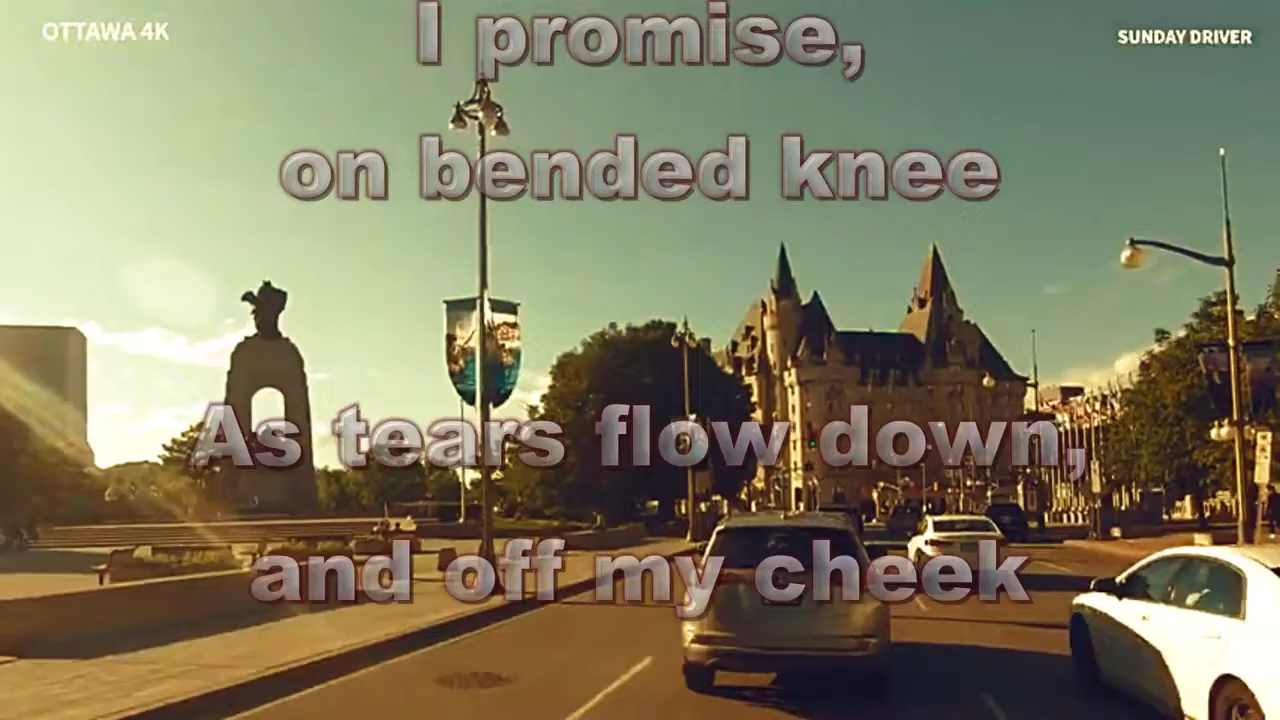 OTTAWA 4K
SUNDAY DRIVER
I promise,
on bended knee
As tears flow down,
and off my cheek